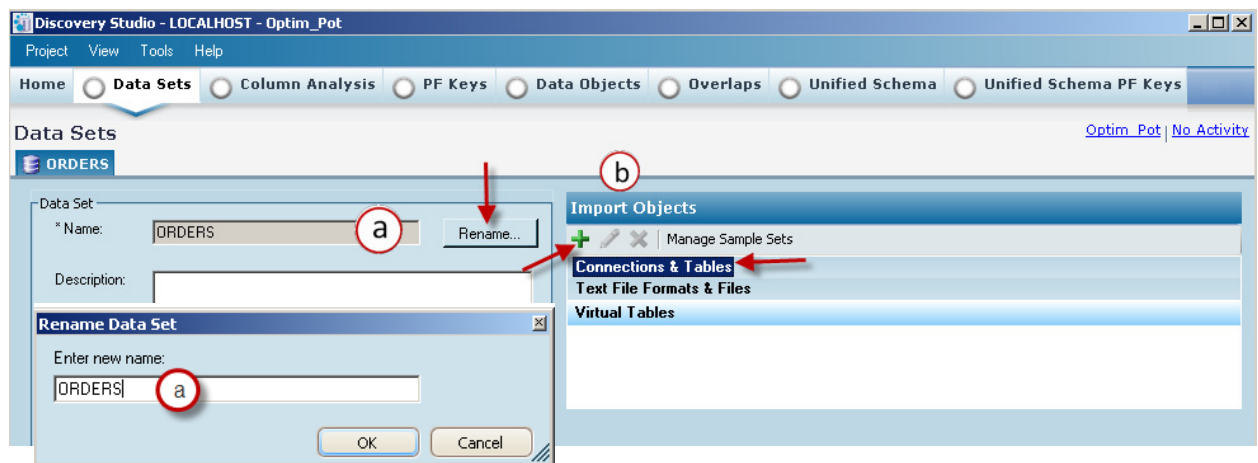 Discovery Studio - LOCALHOST - Optim_Pot
Project View Tools Help
Home Data Sets Column Analysis PF Keys Data Objects Overlaps Unified Schema Unified Schema PF Keys
Data Sets
Optim_Pot | No Activity
ORDERS
b
Data Set
* Name: ORDERS a Rename...
Description:
Import Objects
Manage Sample Sets
Connections & Tables
Text File Formats & Files
Virtual Tables
Rename Data Set
Enter new name:
ORDERS a
OK Cancel